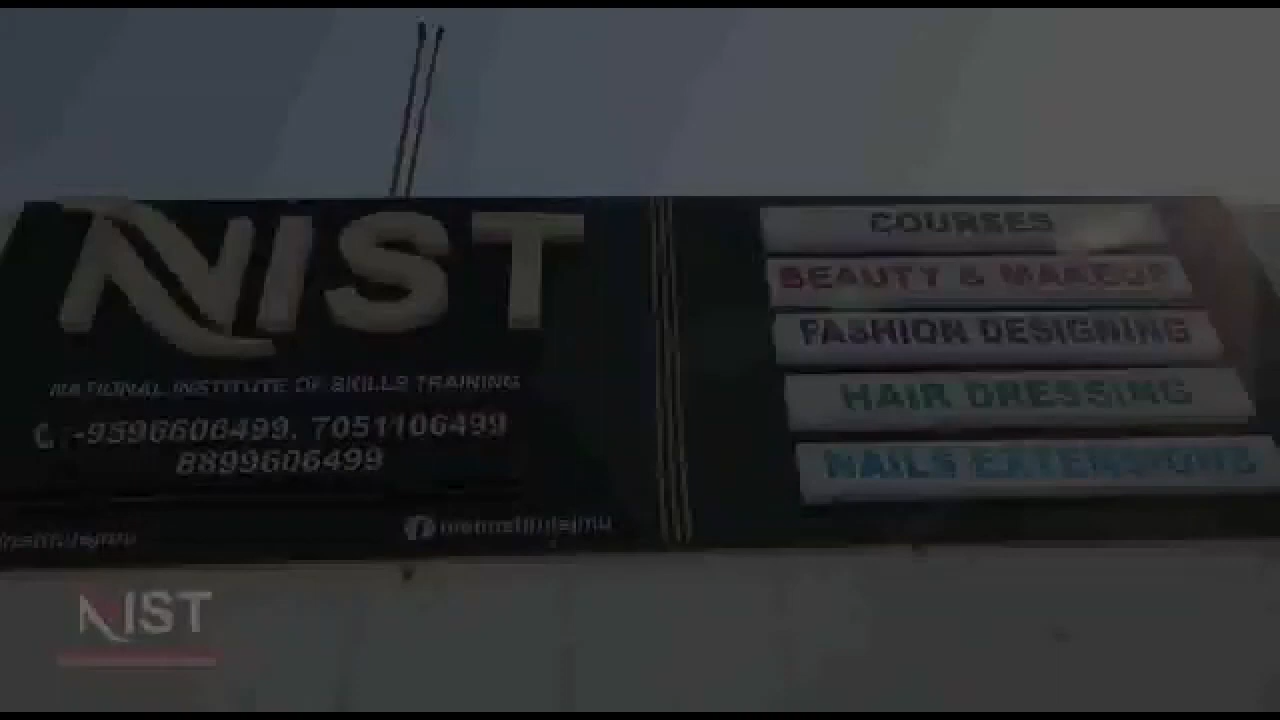 NIST
NATIONAL INSTITUTE OF SKILLS TRAINING
:-9596606499, 7051106499
8899606499
COURSES
BEAUTY & MAKEUP
FASHION DESIGNING
HAIR DRESSING
NAILS EXTENSIONS
NIST